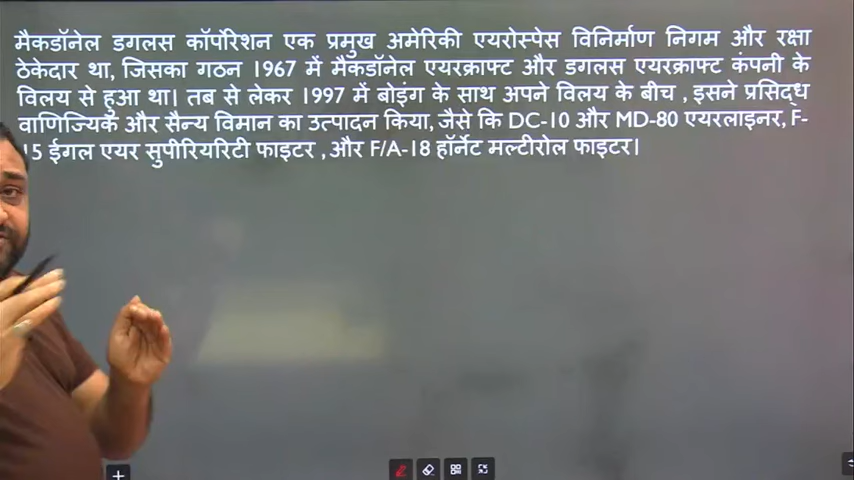 मैकडॉनेल डगलस कॉर्पोरेशन एक प्रमुख अमेरिकी एयरोस्पेस विनिर्माण निगम और रक्षा
ठेकेदार था, जिसका गठन 1967 में मैकडॉनेल एयरक्राफ्ट और डगलस एयरक्राफ्ट कंपनी के
विलय से हुआ था। तब से लेकर 1997 में बोइंग के साथ अपने विलय के बीच , इसने प्रसिद्ध
वाणिज्यिक और सैन्य विमान का उत्पादन किया, जैसे कि DC-10 और MD-80 एयरलाइनर, F-
15 ईगल एयर सुपीरियरिटी फाइटर , और F/A-18 हॉर्नेट मल्टीरोल फाइटर।